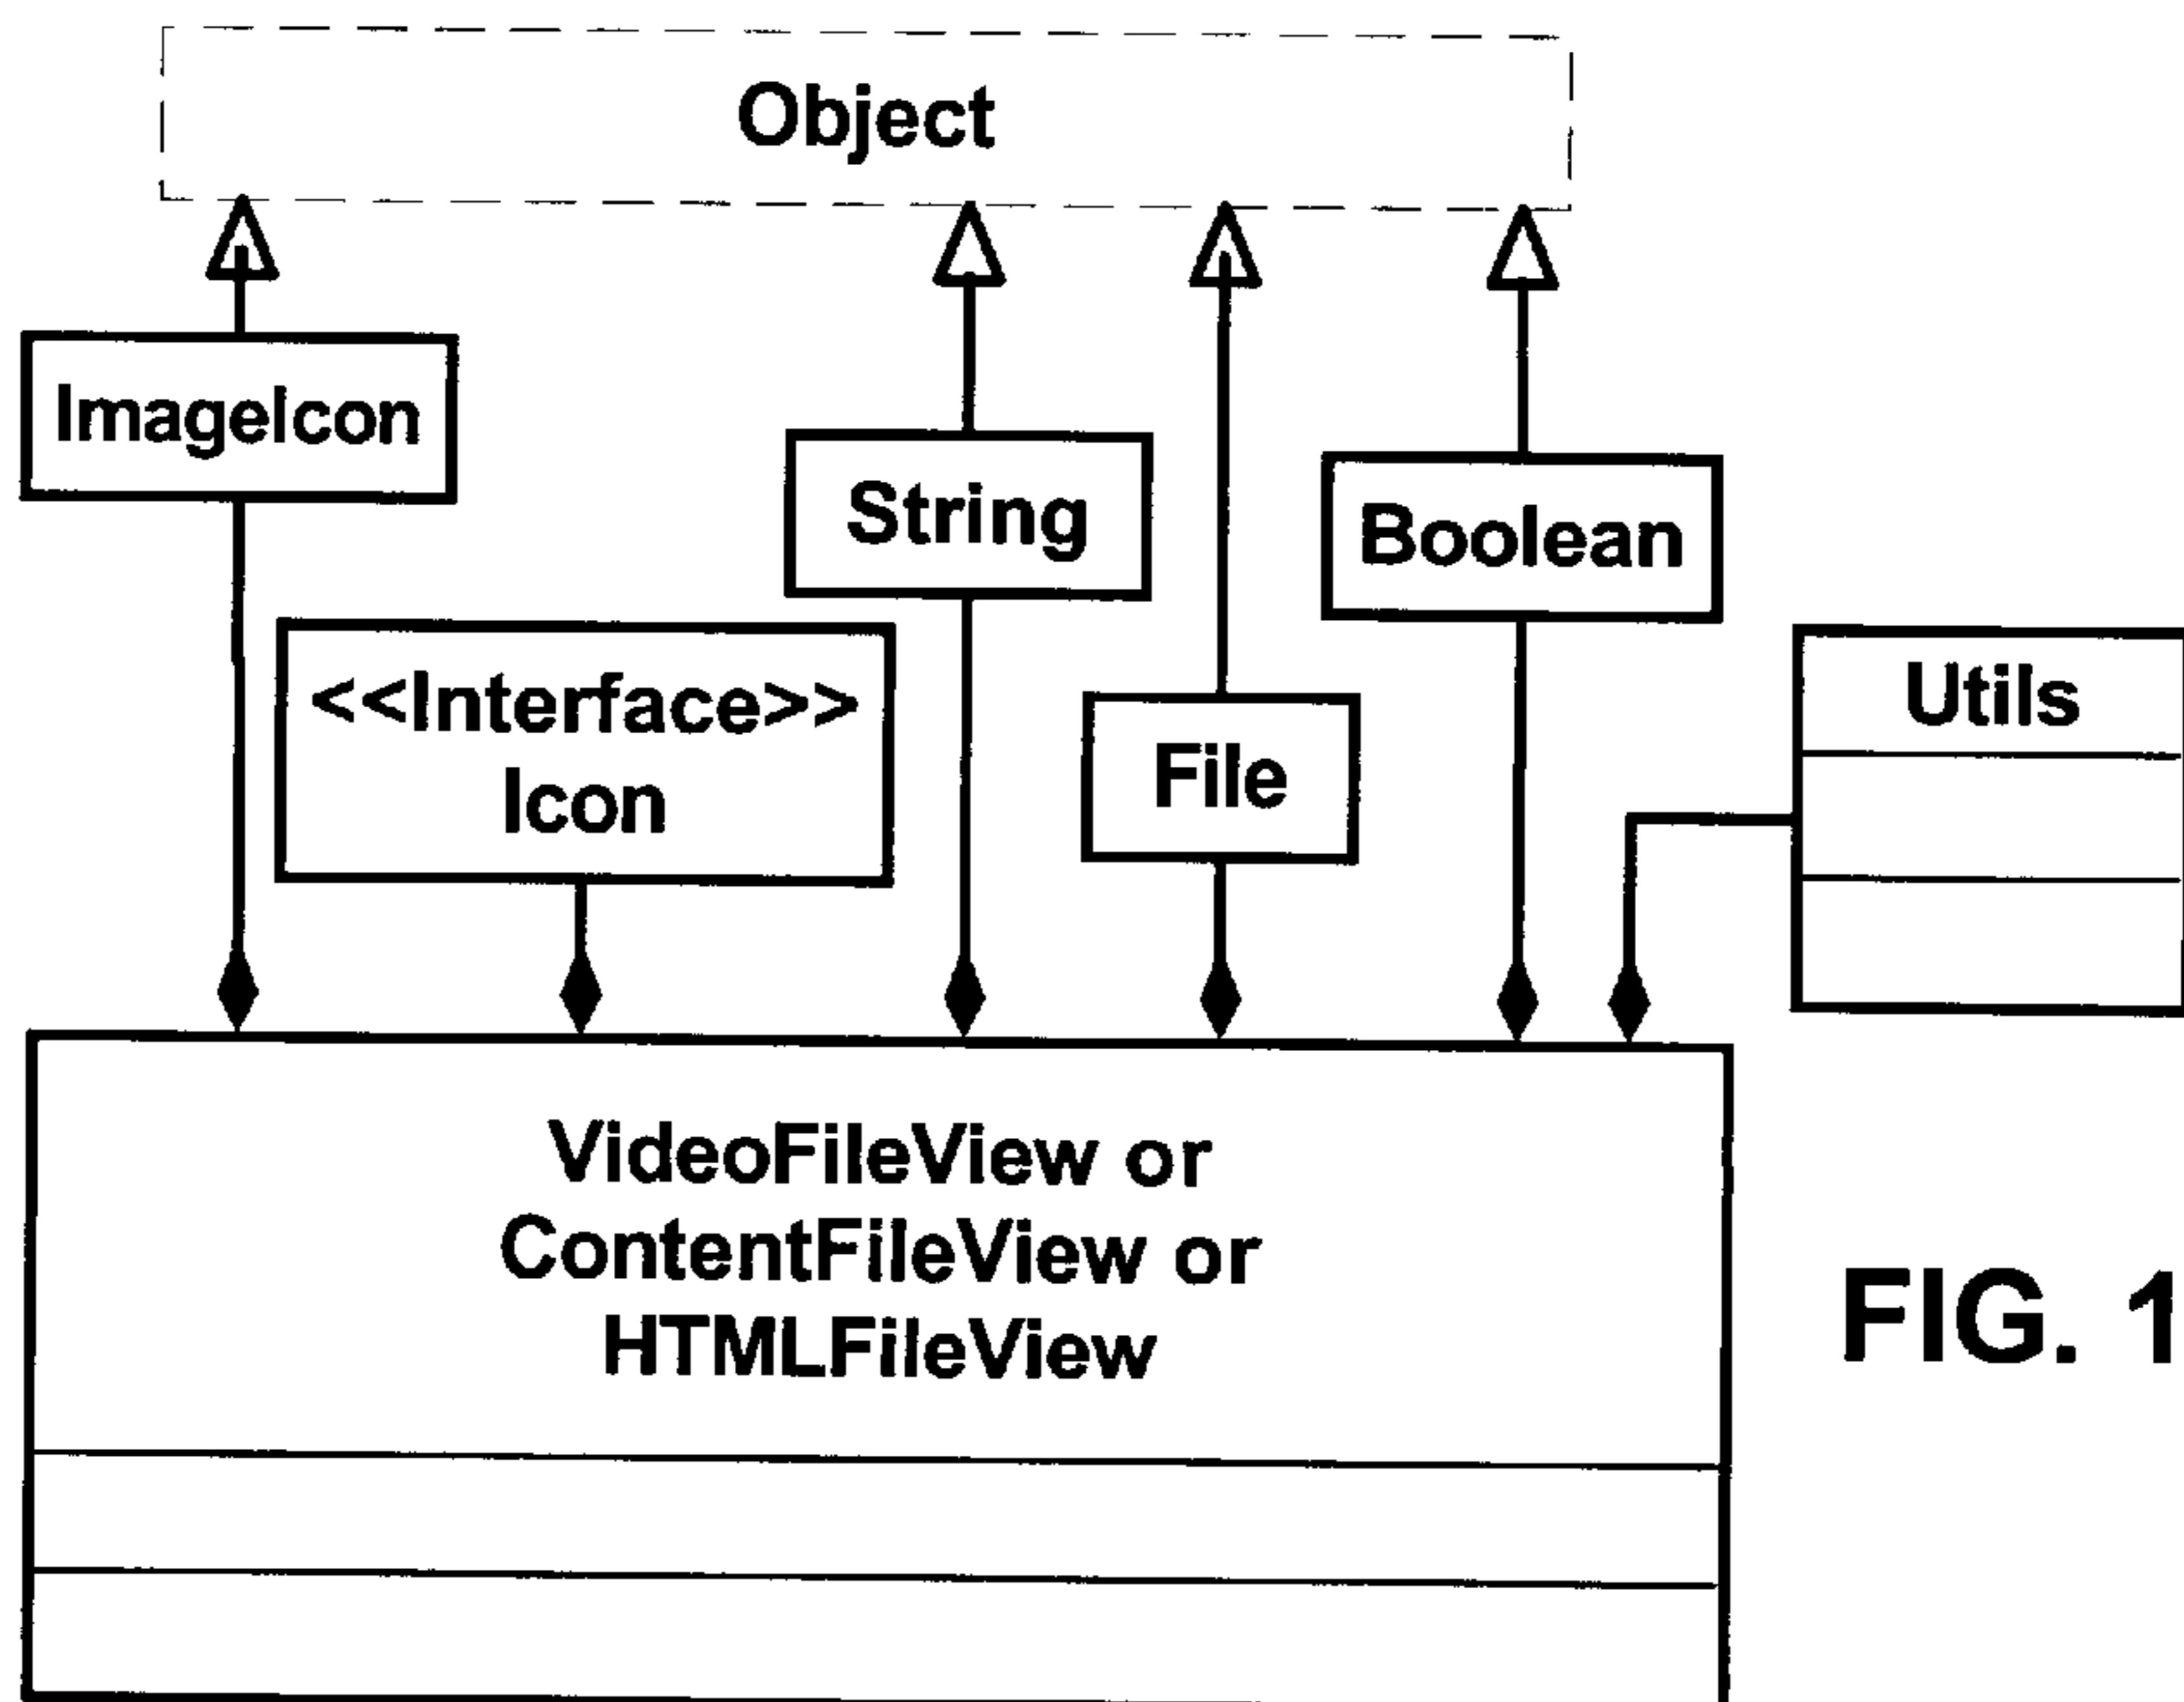 Object
ImageIcon
String
Boolean
<<Interface>>
Icon
File
Utils
VideoFileView or
ContentFileView or
HTMLFileView
FIG. 1